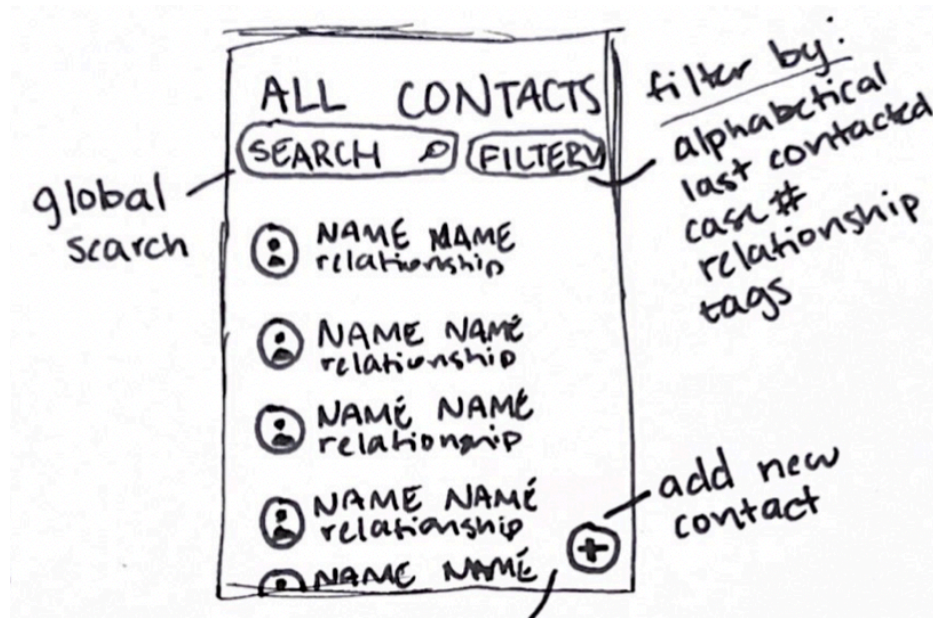 ALL CONTACTS
SEARCH
FILTER
global
search
filter by:
alphabetical
last contacted
case #
relationship
tags
NAME NAME
relationship
NAME NAME
relationship
NAME NAME
relationship
NAME NAME
relationship
NAME NAME
add new
contact